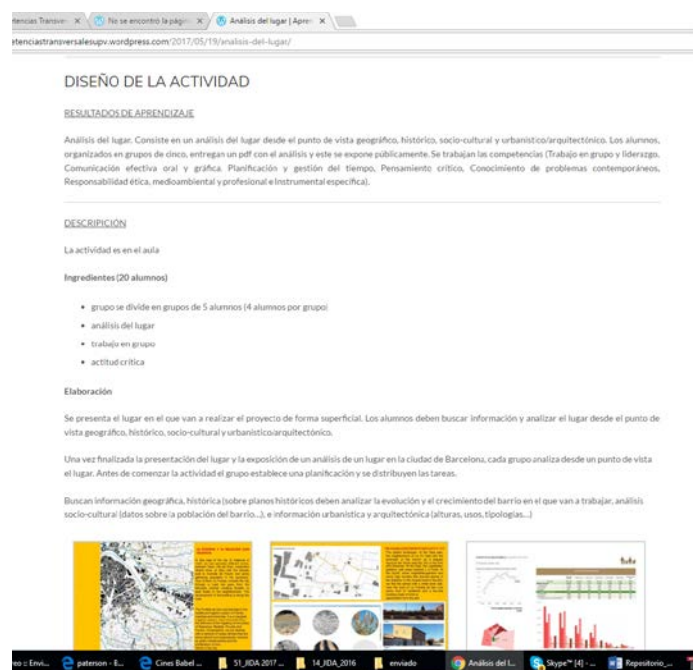 tencias Transver
No se encontró la págin
Análisis del lugar | Apren
etenciastransversalesupv.wordpress.com/2017/05/19/analisis-del-lugar/
DISEÑO DE LA ACTIVIDAD
RESULTADOS DE APRENDIZAJE
Análisis del lugar. Consiste en un análisis del lugar desde el punto de vista geográfico, histórico, socio-cultural y urbanístico/arquitectónico. Los alumnos,
organizados en grupos de cinco, entregan un pdf con el análisis y este se expone públicamente. Se trabajan las competencias (Trabajo en grupo y liderazgo,
Comunicación efectiva oral y gráfica. Planificación y gestión del tiempo, Pensamiento crítico, Conocimiento de problemas contemporáneos,
Responsabilidad ética, medioambiental y profesional e Instrumental específica).
DESCRIPICIÓN
La actividad es en el aula
Ingredientes (20 alumnos)
• grupo se divide en grupos de 5 alumnos (4 alumnos por grupo)
• análisis del lugar
• trabajo en grupo
• actitud crítica
Elaboración
Se presenta el lugar en el que van a realizar el proyecto de forma superficial. Los alumnos deben buscar información y analizar el lugar desde el punto de
vista geográfico, histórico, socio-cultural y urbanístico/arquitectónico.
Una vez finalizada la presentación del lugar y la exposición de un análisis de un lugar en la ciudad de Barcelona, cada grupo analiza desde un punto de vista
el lugar. Antes de comenzar la actividad el grupo establece una planificación y se distribuyen las tareas.
Buscan información geográfica, histórica (sobre planos históricos deben analizar la evolución y el crecimiento del barrio en el que van a trabajar, análisis
socio-cultural (datos sobre la población del barrio...), e información urbanística y arquitectónica (alturas, usos, tipologías...)
reo :: Envi...
paterson - E...
Cines Babel ...
51_JIDA 2017 ...
14_JIDA_2016
enviado
Análisis del l...
Skype™ [4] - ...
Repositorio_...